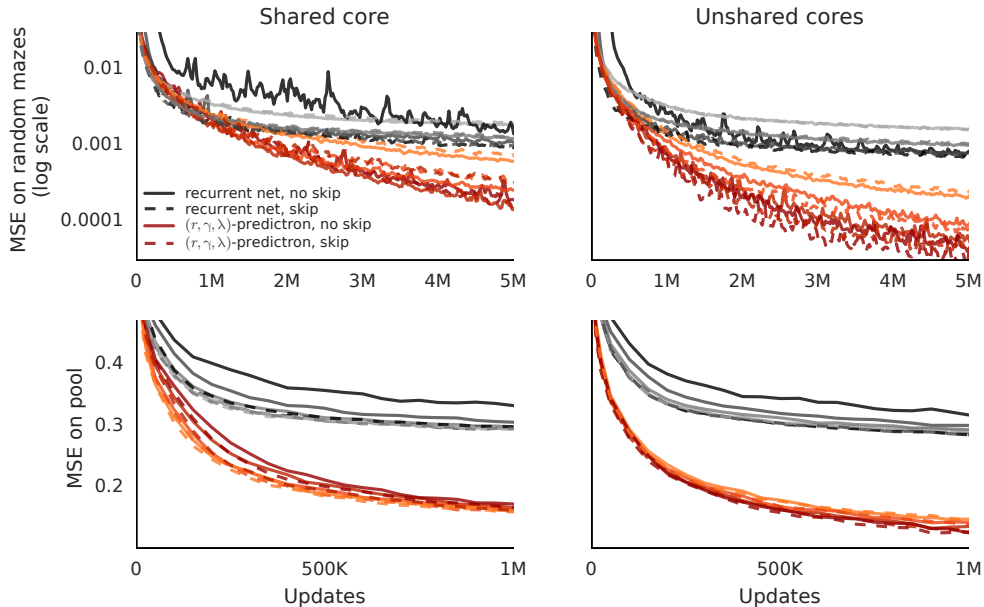 Shared core
Unshared cores
MSE on random mazes
(log scale)
0.01
0.001
0.0001
recurrent net, no skip
recurrent net, skip
(r, γ, λ)-predictron, no skip
(r, γ, λ)-predictron, skip
0 1M 2M 3M 4M 5M
0 1M 2M 3M 4M 5M
MSE on pool
0.4
0.3
0.2
0 500K 1M
0 500K 1M
Updates
Updates